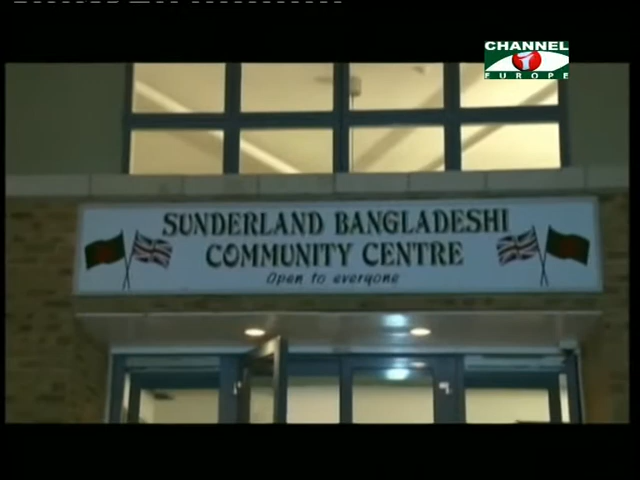 CHANNEL
EUROPE
SUNDERLAND BANGLADESHI
COMMUNITY CENTRE
Open to everyone